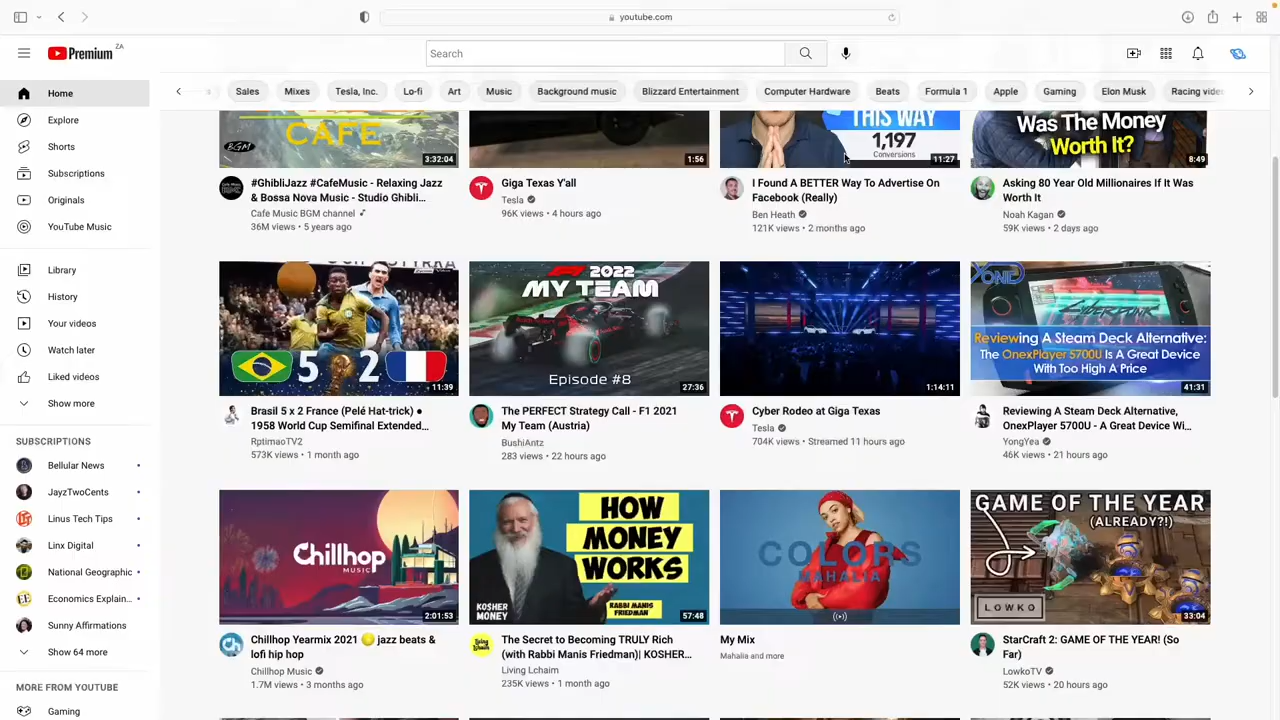 youtube.com
Premium ZA
Search
Home
Explore
Shorts
Subscriptions
Originals
YouTube Music
Library
History
Your videos
Watch later
Liked videos
Show more
SUBSCRIPTIONS
Bellular News
JayzTwoCents
Linus Tech Tips
Linx Digital
National Geographic
Economics Explain...
Sunny Affirmations
Show 64 more
MORE FROM YOUTUBE
Gaming
Sales
Mixes
Tesla, Inc.
Lo-fi
Art
Music
Background music
Blizzard Entertainment
Computer Hardware
Beats
Formula 1
Apple
Gaming
Elon Musk
Racing video
CAFE
BGM
3:32:04
#GhibliJazz #CafeMusic - Relaxing Jazz
& Bossa Nova Music - Studio Ghibli...
Cafe Music BGM channel
36M views • 5 years ago
1:56
Giga Texas Y'all
Tesla
96K views • 4 hours ago
THIS WAY
1,197
Conversions
11:27
I Found A BETTER Way To Advertise On
Facebook (Really)
Ben Heath
121K views • 2 months ago
Was The Money
Worth It?
8:49
Asking 80 Year Old Millionaires If It Was
Worth It
Noah Kagan
59K views • 2 days ago
5 2
11:39
Brasil 5 x 2 France (Pelé Hat-trick) ●
1958 World Cup Semifinal Extended...
RptimaoTV2
573K views • 1 month ago
2022
MY TEAM
Episode #8
27:36
The PERFECT Strategy Call - F1 2021
My Team (Austria)
BushiAntz
283 views • 22 hours ago
1:14:11
Cyber Rodeo at Giga Texas
Tesla
704K views • Streamed 11 hours ago
YONG
CYBERPUNK
Reviewing A Steam Deck Alternative:
The OnexPlayer 5700U Is A Great Device
With Too High A Price
41:31
Reviewing A Steam Deck Alternative,
OnexPlayer 5700U - A Great Device Wi...
YongYea
46K views • 21 hours ago
Chillhop
MUSIC
2:01:53
Chillhop Yearmix 2021 🟡 jazz beats &
lofi hip hop
Chillhop Music
1.7M views • 3 months ago
HOW
MONEY
WORKS
KOSHER
MONEY
RABBI MANIS
FRIEDMAN
57:48
The Secret to Becoming TRULY Rich
(with Rabbi Manis Friedman)| KOSHER...
Living Lchaim
235K views • 1 month ago
COLORS
MAHALIA
My Mix
Mahalia and more
GAME OF THE YEAR
(ALREADY?!)
LOWKO
33:04
StarCraft 2: GAME OF THE YEAR! (So
Far)
LowkoTV
52K views • 20 hours ago